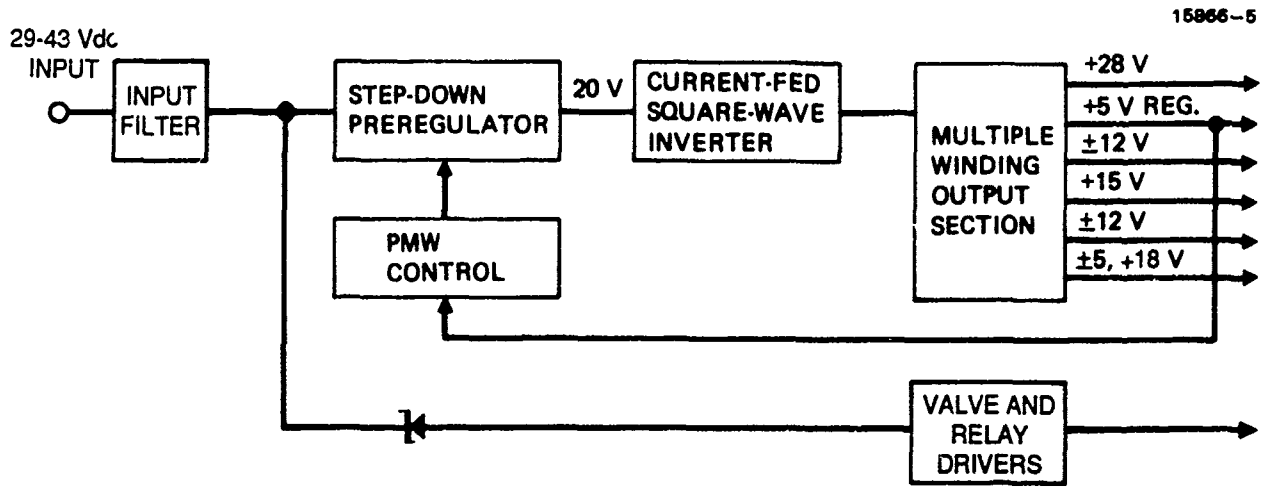 15866-5
29-43 Vdc
INPUT
INPUT
FILTER
STEP-DOWN
PREREGULATOR
20 V
CURRENT-FED
SQUARE-WAVE
INVERTER
MULTIPLE
WINDING
OUTPUT
SECTION
+28 V
+5 V REG.
±12 V
+15 V
±12 V
±5, +18 V
PMW
CONTROL
VALVE AND
RELAY
DRIVERS